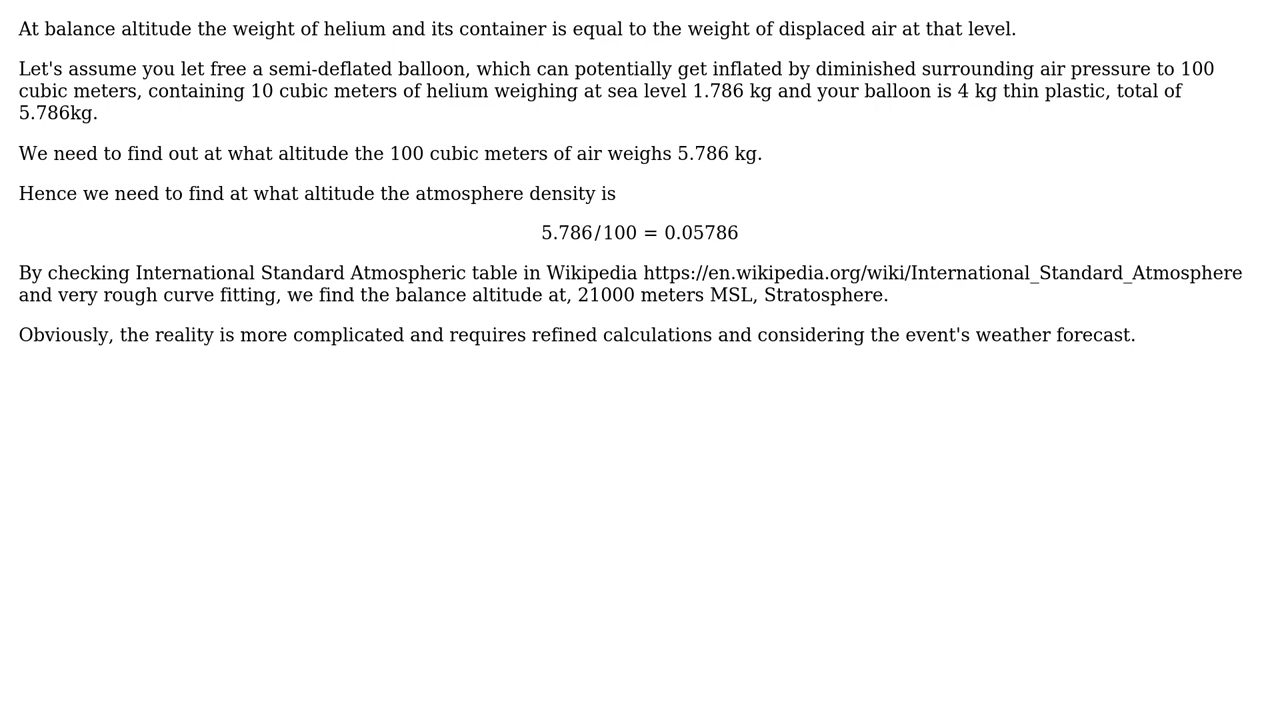 At balance altitude the weight of helium and its container is equal to the weight of displaced air at that level.
Let's assume you let free a semi-deflated balloon, which can potentially get inflated by diminished surrounding air pressure to 100
cubic meters, containing 10 cubic meters of helium weighing at sea level 1.786 kg and your balloon is 4 kg thin plastic, total of
5.786kg.
We need to find out at what altitude the 100 cubic meters of air weighs 5.786 kg.
Hence we need to find at what altitude the atmosphere density is
5.786/100 = 0.05786
By checking International Standard Atmospheric table in Wikipedia https://en.wikipedia.org/wiki/International_Standard_Atmosphere
and very rough curve fitting, we find the balance altitude at, 21000 meters MSL, Stratosphere.
Obviously, the reality is more complicated and requires refined calculations and considering the event's weather forecast.